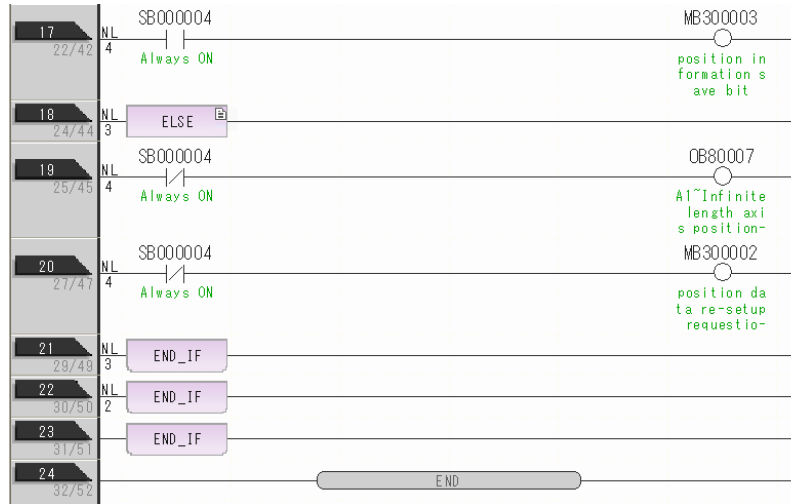 SB000004 MB300003
17 NL
22/42 4 Always ON position in
formation s
ave bit
18 NL ELSE
24/44 3
SB000004 OB80007
19 NL
25/45 4 Always ON A1~Infinite
length axi
s position-
SB000004 MB300002
20 NL
27/47 4 Always ON position da
ta re-setup
requestio-
21 NL END_IF
29/49 3
22 NL END_IF
30/50 2
23 END_IF
31/51
24 END
32/52